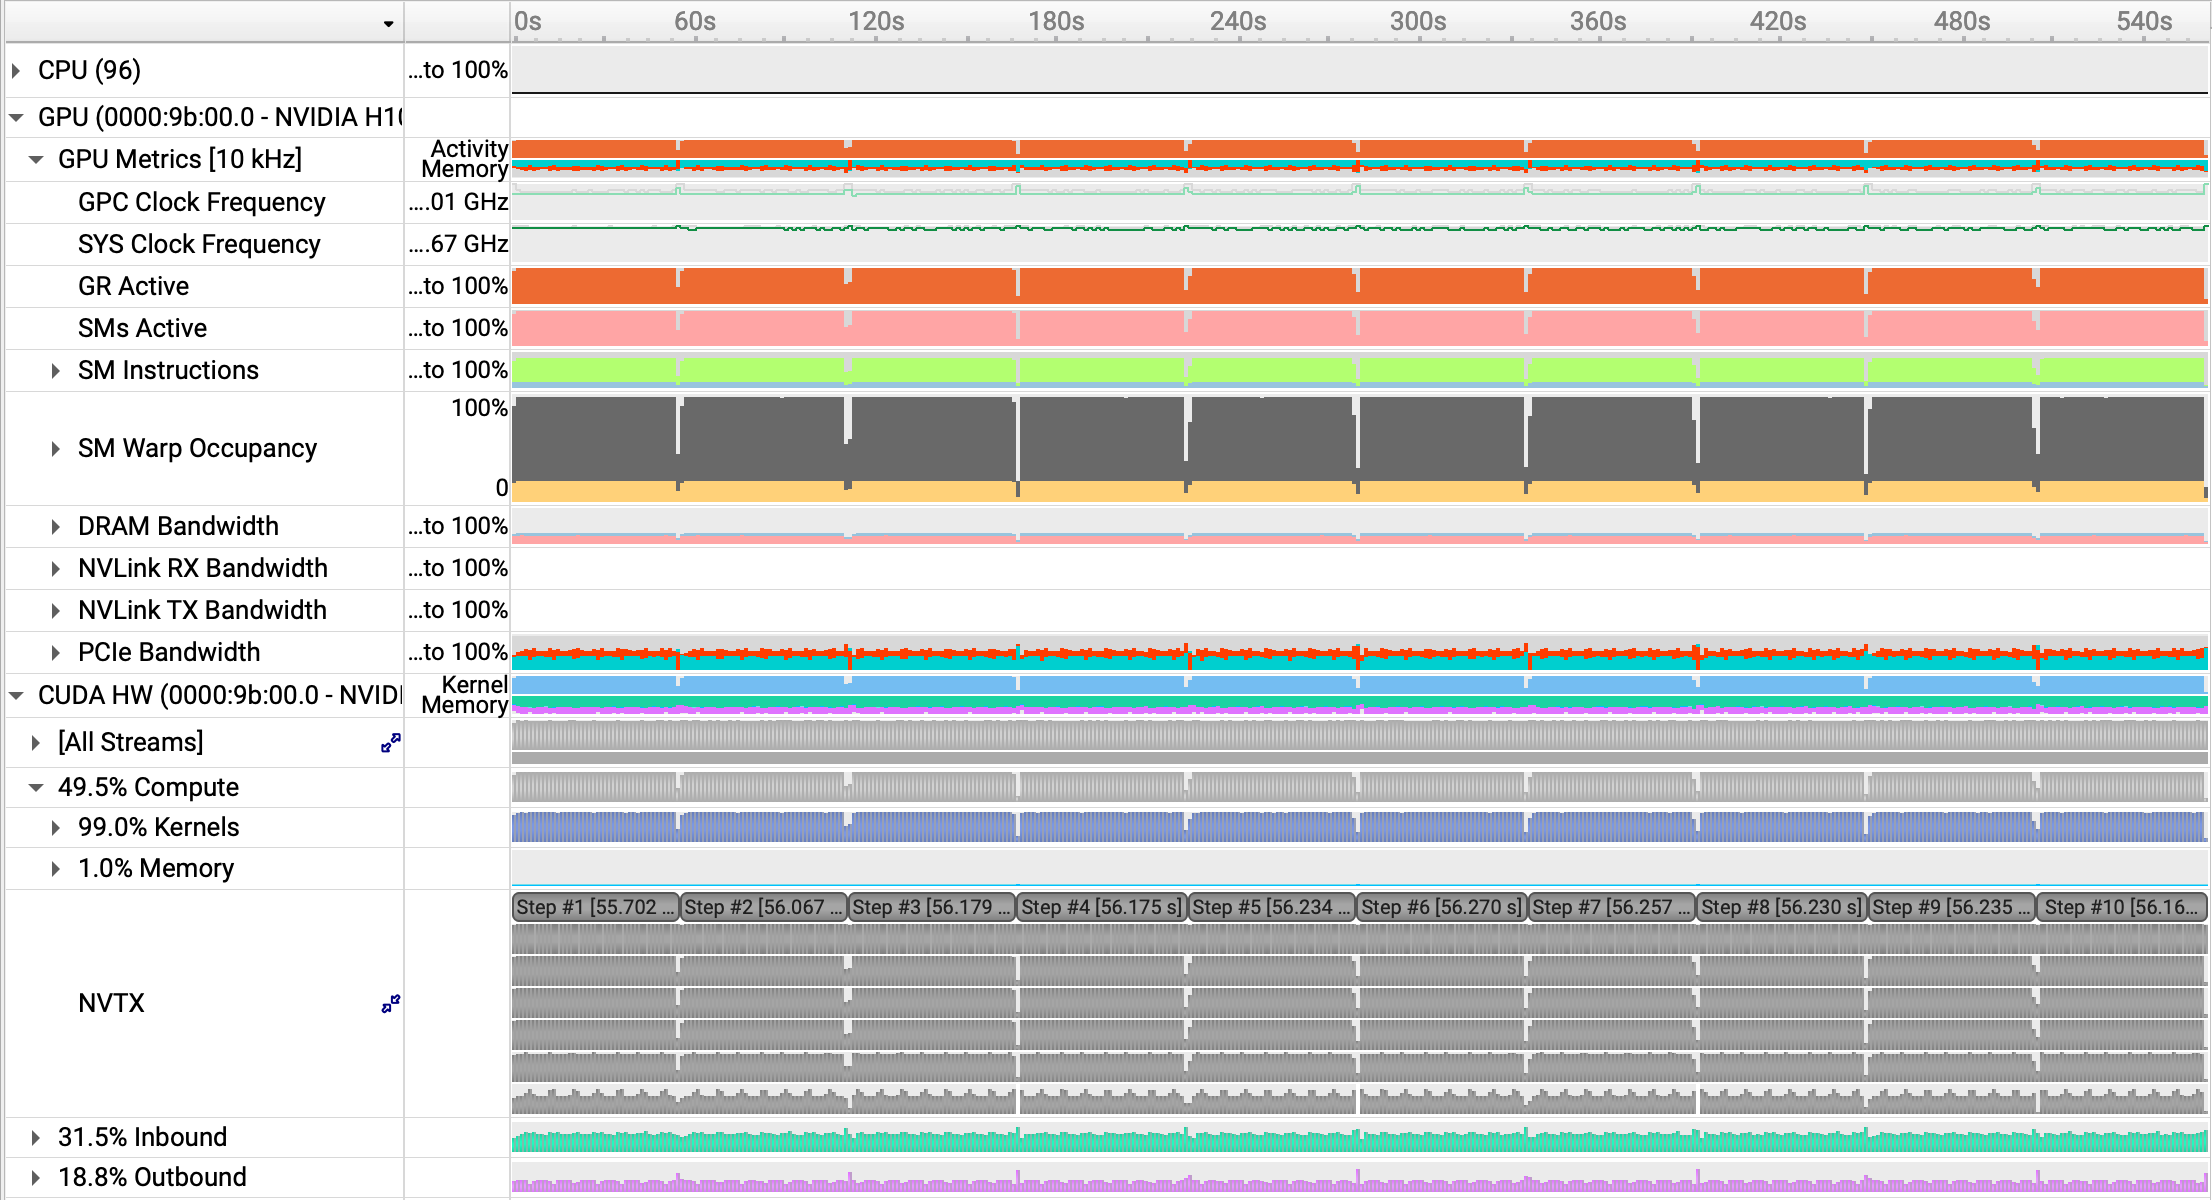 0s 60s 120s 180s 240s 300s 360s 420s 480s 540s
CPU (96) ...to 100%
GPU (0000:9b:00.0 - NVIDIA H10
GPU Metrics [10 kHz] Activity
Memory
GPC Clock Frequency ....01 GHz
SYS Clock Frequency ....67 GHz
GR Active ...to 100%
SMs Active ...to 100%
SM Instructions ...to 100%
100%
SM Warp Occupancy
0
DRAM Bandwidth ...to 100%
NVLink RX Bandwidth ...to 100%
NVLink TX Bandwidth ...to 100%
PCIe Bandwidth ...to 100%
CUDA HW (0000:9b:00.0 - NVIDI Kernel
Memory
[All Streams]
49.5% Compute
99.0% Kernels
1.0% Memory
Step #1 [55.702 ... Step #2 [56.067 ... Step #3 [56.179 ... Step #4 [56.175 s] Step #5 [56.234 ... Step #6 [56.270 s] Step #7 [56.257 ... Step #8 [56.230 s] Step #9 [56.235 ... Step #10 [56.16...
NVTX
31.5% Inbound
18.8% Outbound